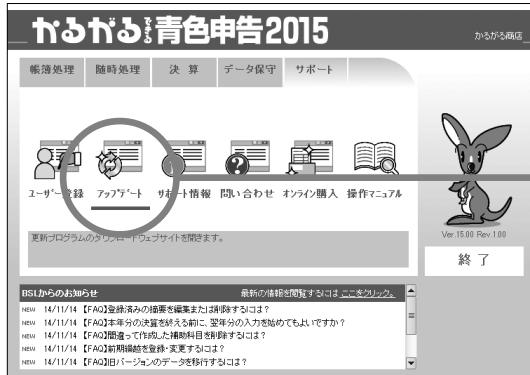 かるがるできる青色申告2015
かるがる商店
帳簿処理 随時処理 決 算 データ保守 サポート
ユーザー登録 アップデート サポート情報 問い合わせ オンライン購入 操作マニュアル
更新プログラムのダウンロードウェブサイトを開きます。
Ver.15.00 Rev.1.00
終 了
BSLからのお知らせ 最新の情報を閲覧するには ここをクリック。
NEW 14/11/14 【FAQ】登録済みの摘要を編集または削除するには?
NEW 14/11/14 【FAQ】本年分の決算を終える前に、翌年分の入力を始めてもよいですか?
NEW 14/11/14 【FAQ】間違って作成した補助科目を削除するには?
NEW 14/11/14 【FAQ】前期繰越を登録・変更するには?
NEW 14/11/14 【FAQ】旧バージョンのデータを移行するには?